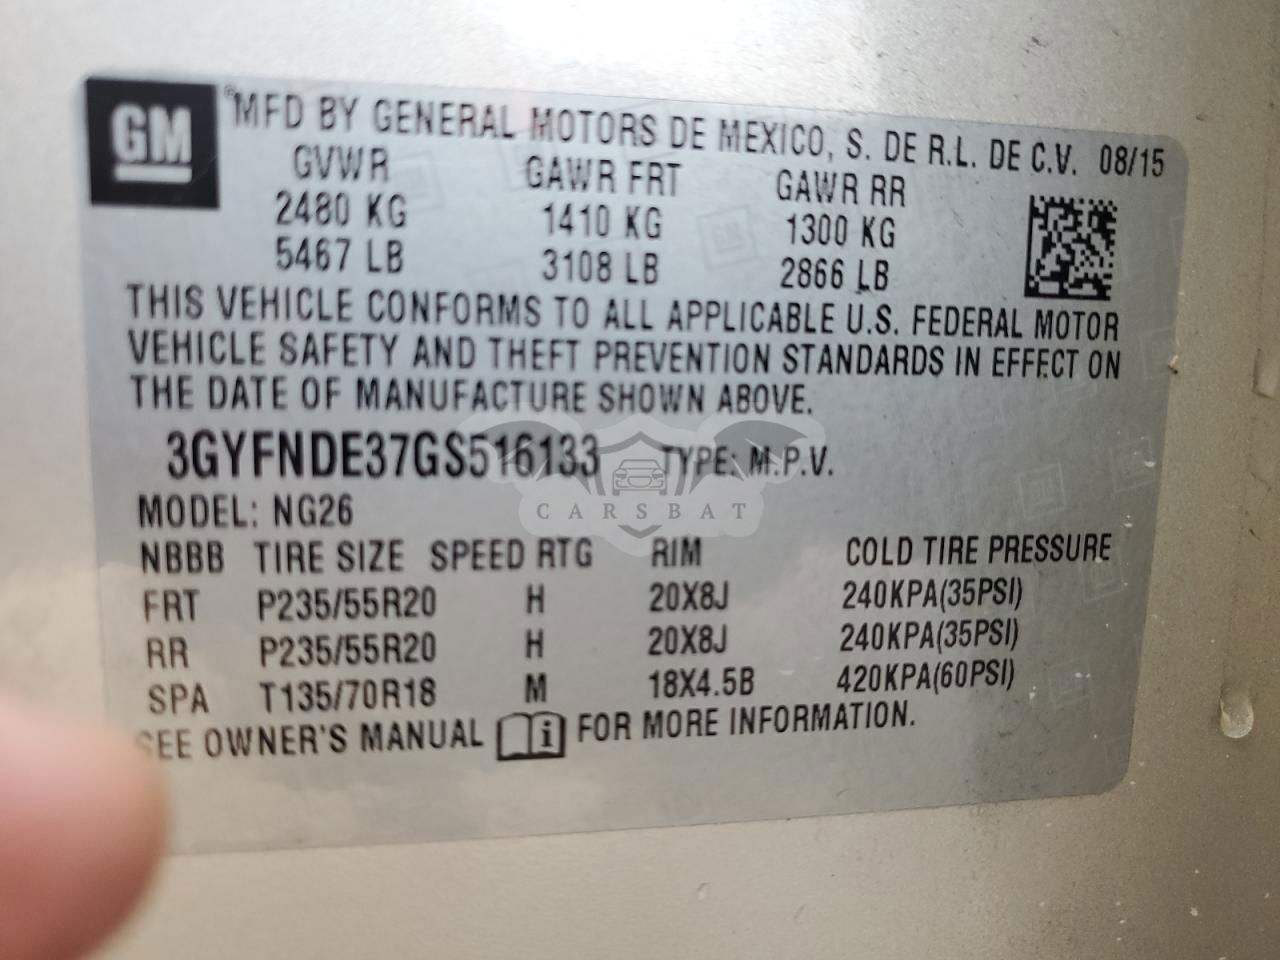 GM
®MFD BY GENERAL MOTORS DE MEXICO, S. DE R.L. DE C.V. 08/15
GVWR GAWR FRT GAWR RR
2480 KG 1410 KG 1300 KG
5467 LB 3108 LB 2866 LB
THIS VEHICLE CONFORMS TO ALL APPLICABLE U.S. FEDERAL MOTOR
VEHICLE SAFETY AND THEFT PREVENTION STANDARDS IN EFFECT ON
THE DATE OF MANUFACTURE SHOWN ABOVE.
3GYFNDE37GS516133 TYPE: M.P.V.
CARSBAT
MODEL: NG26
NBBB TIRE SIZE SPEED RTG RIM COLD TIRE PRESSURE
FRT P235/55R20 H 20X8J 240KPA(35PSI)
RR P235/55R20 H 20X8J 240KPA(35PSI)
SPA T135/70R18 M 18X4.5B 420KPA(60PSI)
SEE OWNER'S MANUAL i FOR MORE INFORMATION.